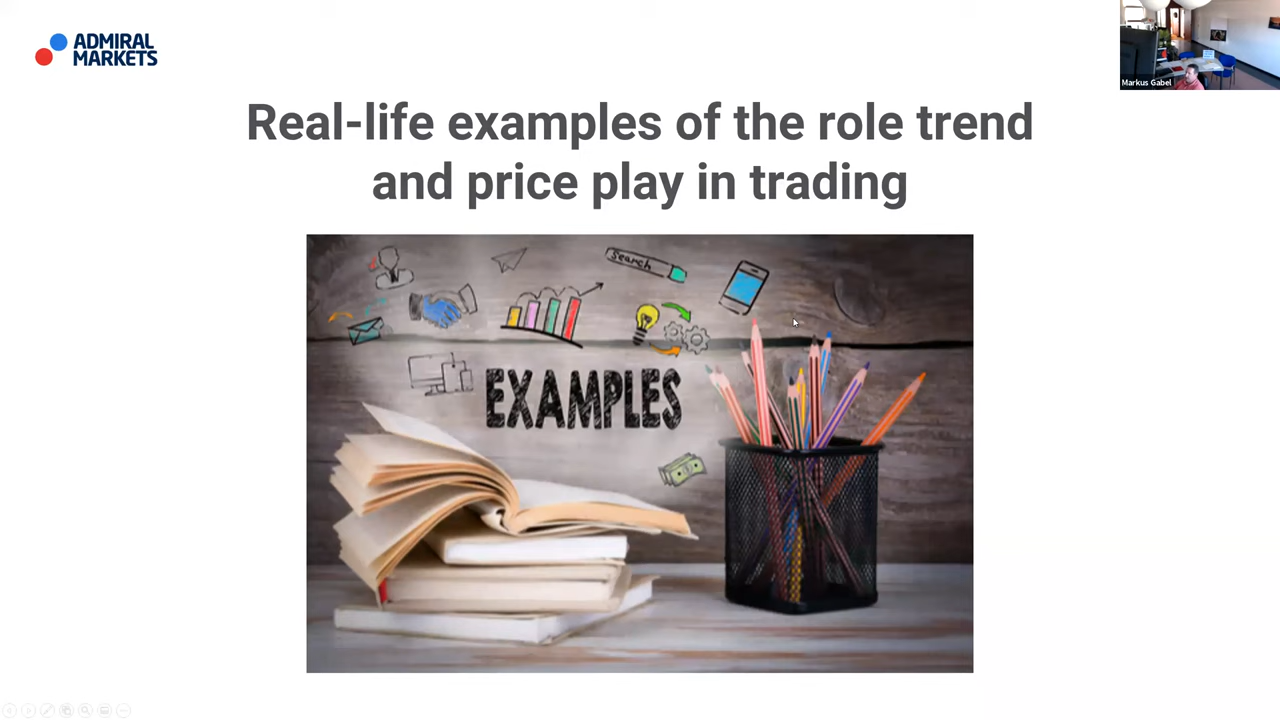 ADMIRAL
MARKETS
Markus Gabel
Real-life examples of the role trend
and price play in trading
Search
EXAMPLES